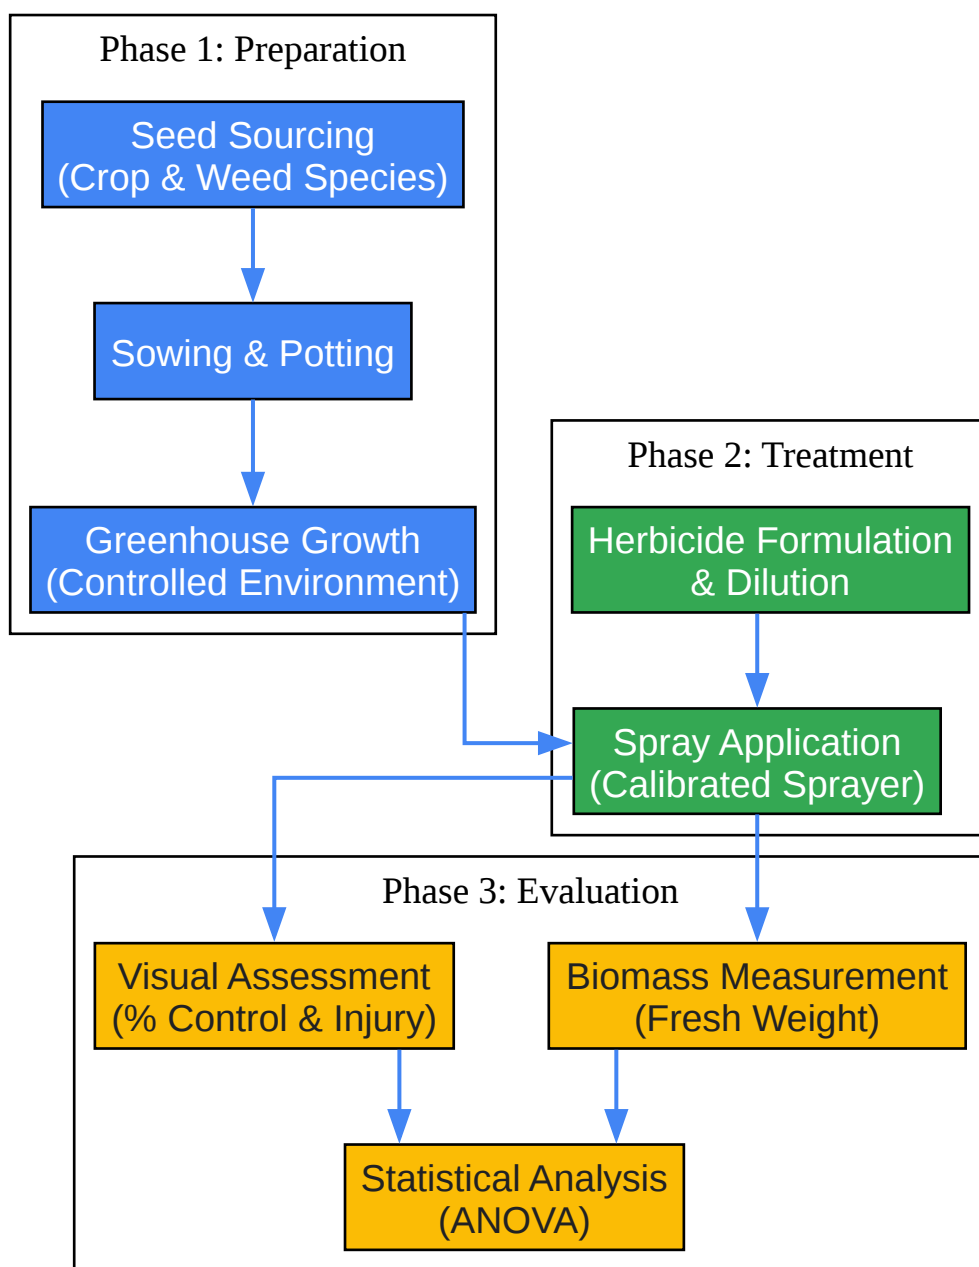 Phase 1: Preparation
Seed Sourcing
(Crop & Weed Species)
Sowing & Potting
Greenhouse Growth
(Controlled Environment)
Phase 2: Treatment
Herbicide Formulation
& Dilution
Spray Application
(Calibrated Sprayer)
Phase 3: Evaluation
Visual Assessment
(% Control & Injury)
Biomass Measurement
(Fresh Weight)
Statistical Analysis
(ANOVA)